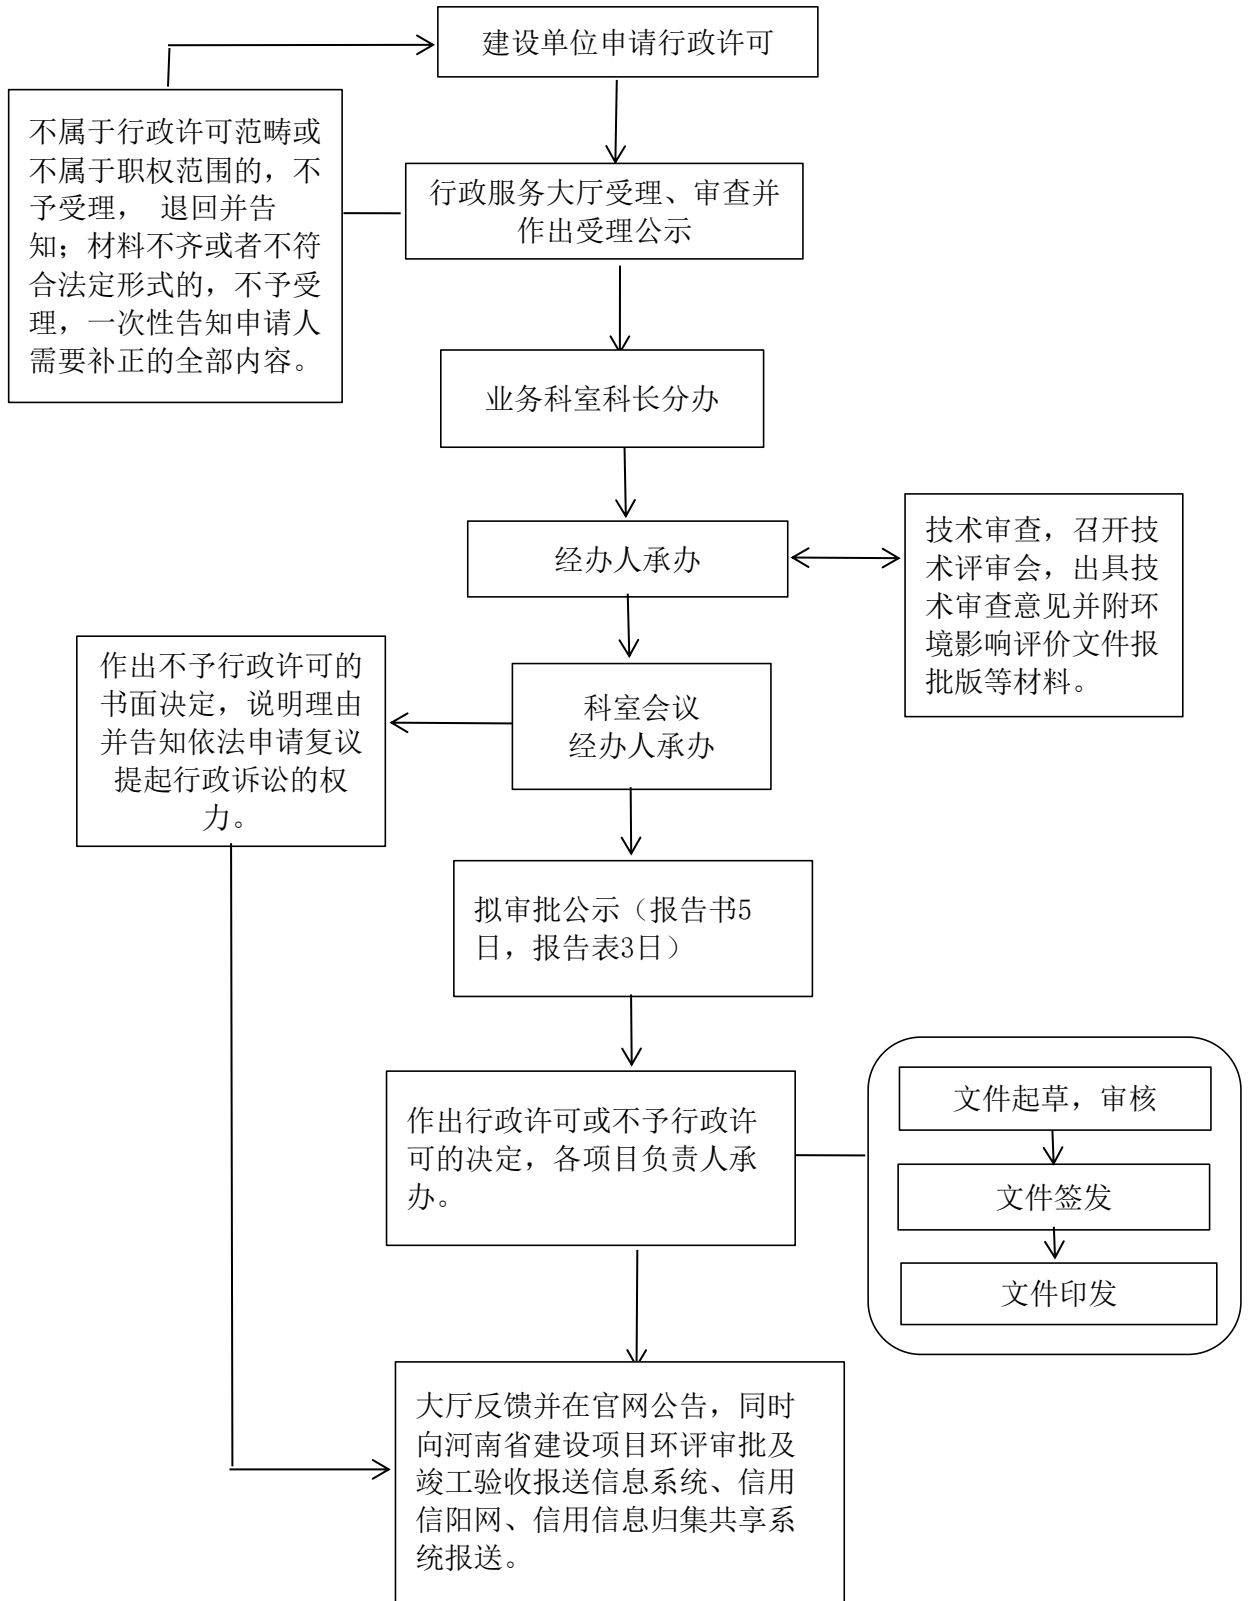 建设单位申请行政许可
不属于行政许可范畴或
不属于职权范围的，不
予受理， 退回并告
知；材料不齐或者不符
合法定形式的，不予受
理，一次性告知申请人
需要补正的全部内容。
行政服务大厅受理、审查并
作出受理公示
业务科室科长分办
经办人承办
技术审查，召开技
术评审会，出具技
术审查意见并附环
境影响评价文件报
批版等材料。
作出不予行政许可的
书面决定，说明理由
并告知依法申请复议
提起行政诉讼的权
力。
科室会议
经办人承办
拟审批公示（报告书5
日，报告表3日）
作出行政许可或不予行政许
可的决定，各项目负责人承
办。
文件起草，审核
文件签发
文件印发
大厅反馈并在官网公告，同时
向河南省建设项目环评审批及
竣工验收报送信息系统、信用
信阳网、信用信息归集共享系
统报送。